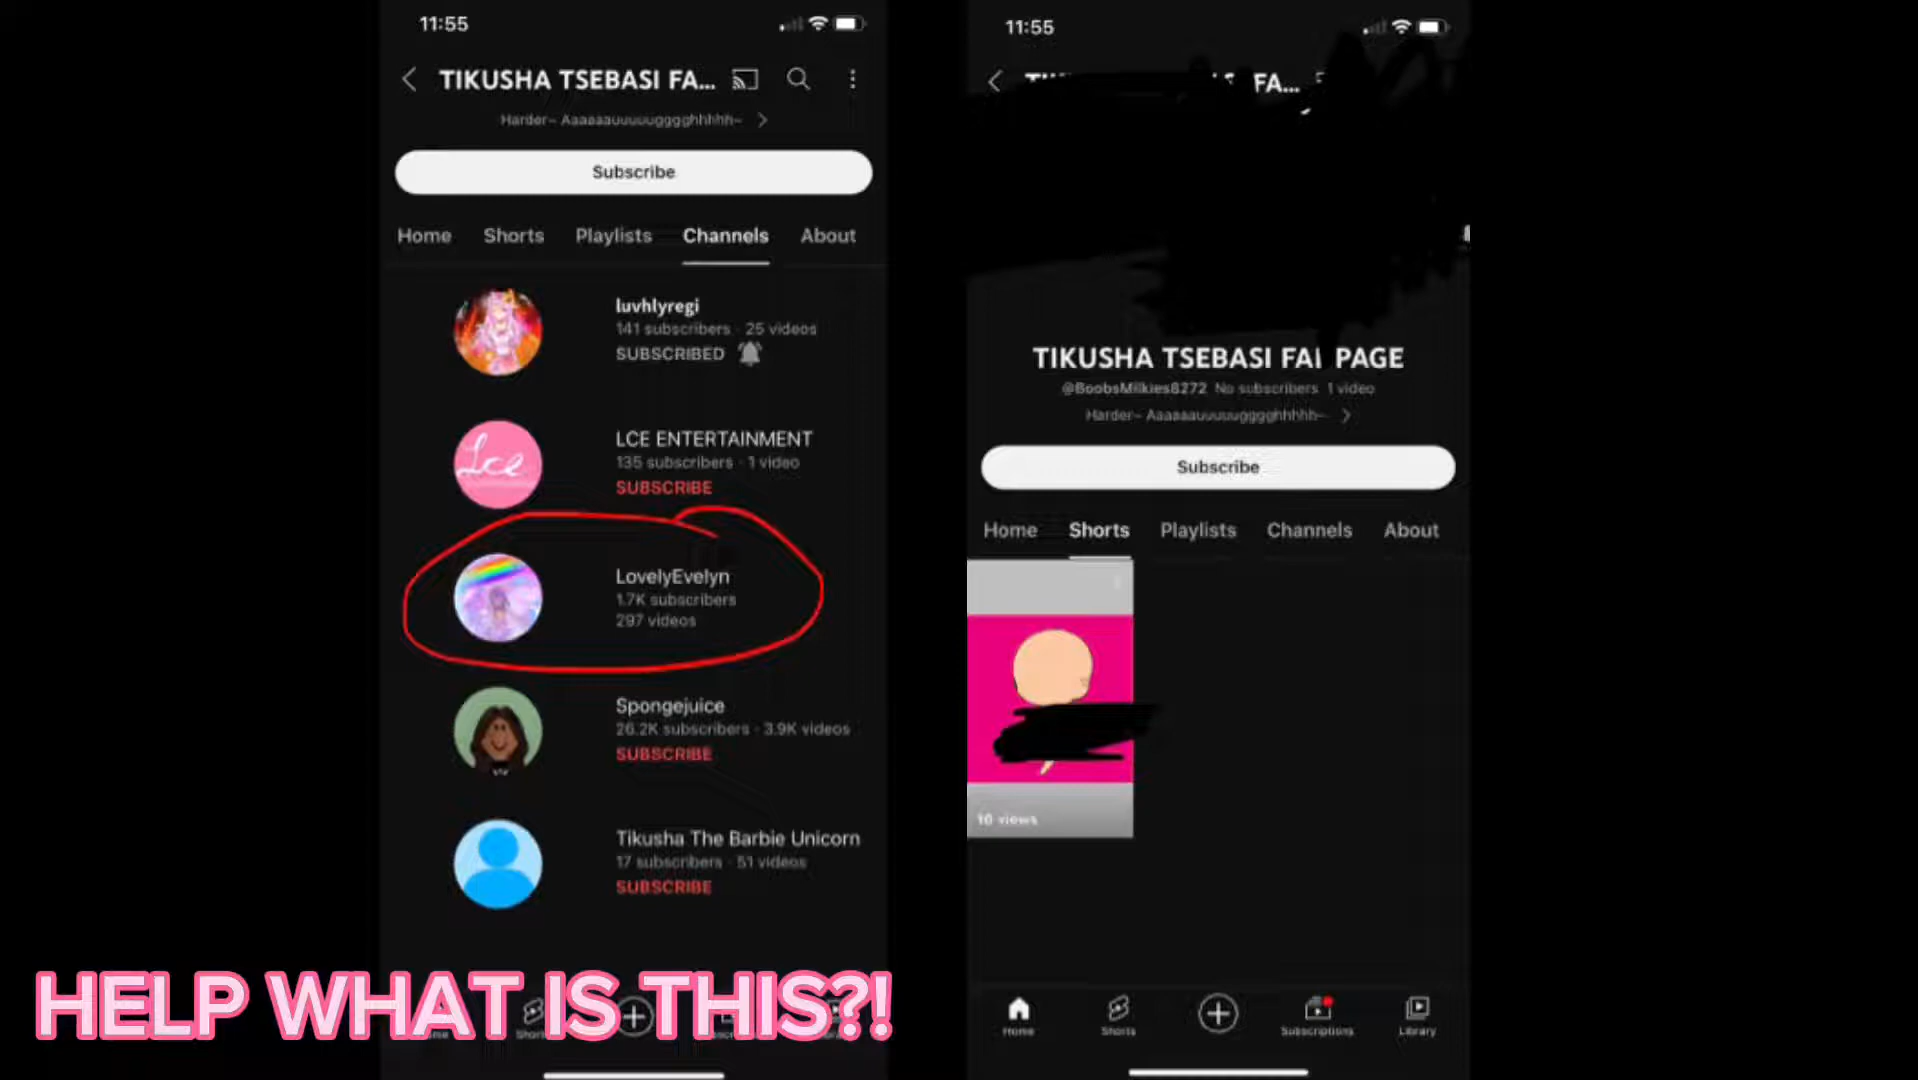 11:55
TIKUSHA TSEBASI FA...
Harder~ Aaaaaauuuuugggghhhhh~
Subscribe
Home Shorts Playlists Channels About
luvhlyregi
141 subscribers · 25 videos
SUBSCRIBED
Lce
LCE ENTERTAINMENT
135 subscribers · 1 video
SUBSCRIBE
LovelyEvelyn
1.7K subscribers
297 videos
Spongejuice
26.2K subscribers · 3.9K videos
SUBSCRIBE
Tikusha The Barbie Unicorn
17 subscribers · 51 videos
SUBSCRIBE
HELP WHAT IS THIS?!
11:55
FA...
TIKUSHA TSEBASI FAI PAGE
@BoobsMilkies8272 No subscribers 1 video
Harder~ Aaaaaauuuuugggghhhhh~
Subscribe
Home Shorts Playlists Channels About
10 views
Home Shorts Subscriptions Library